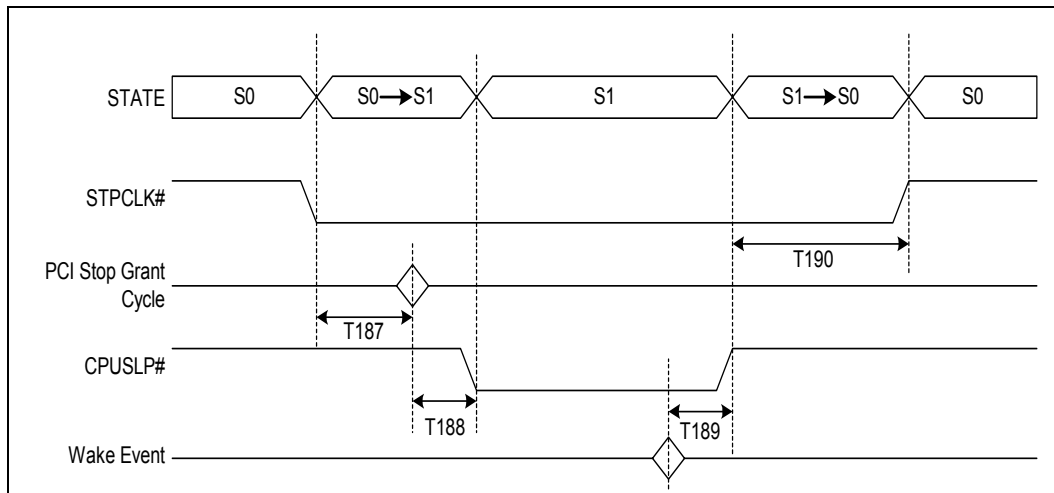 STATE S0 S0→S1 S1 S1→S0 S0
STPCLK#
T190
PCI Stop Grant
Cycle
T187
CPUSLP#
T188
T189
Wake Event